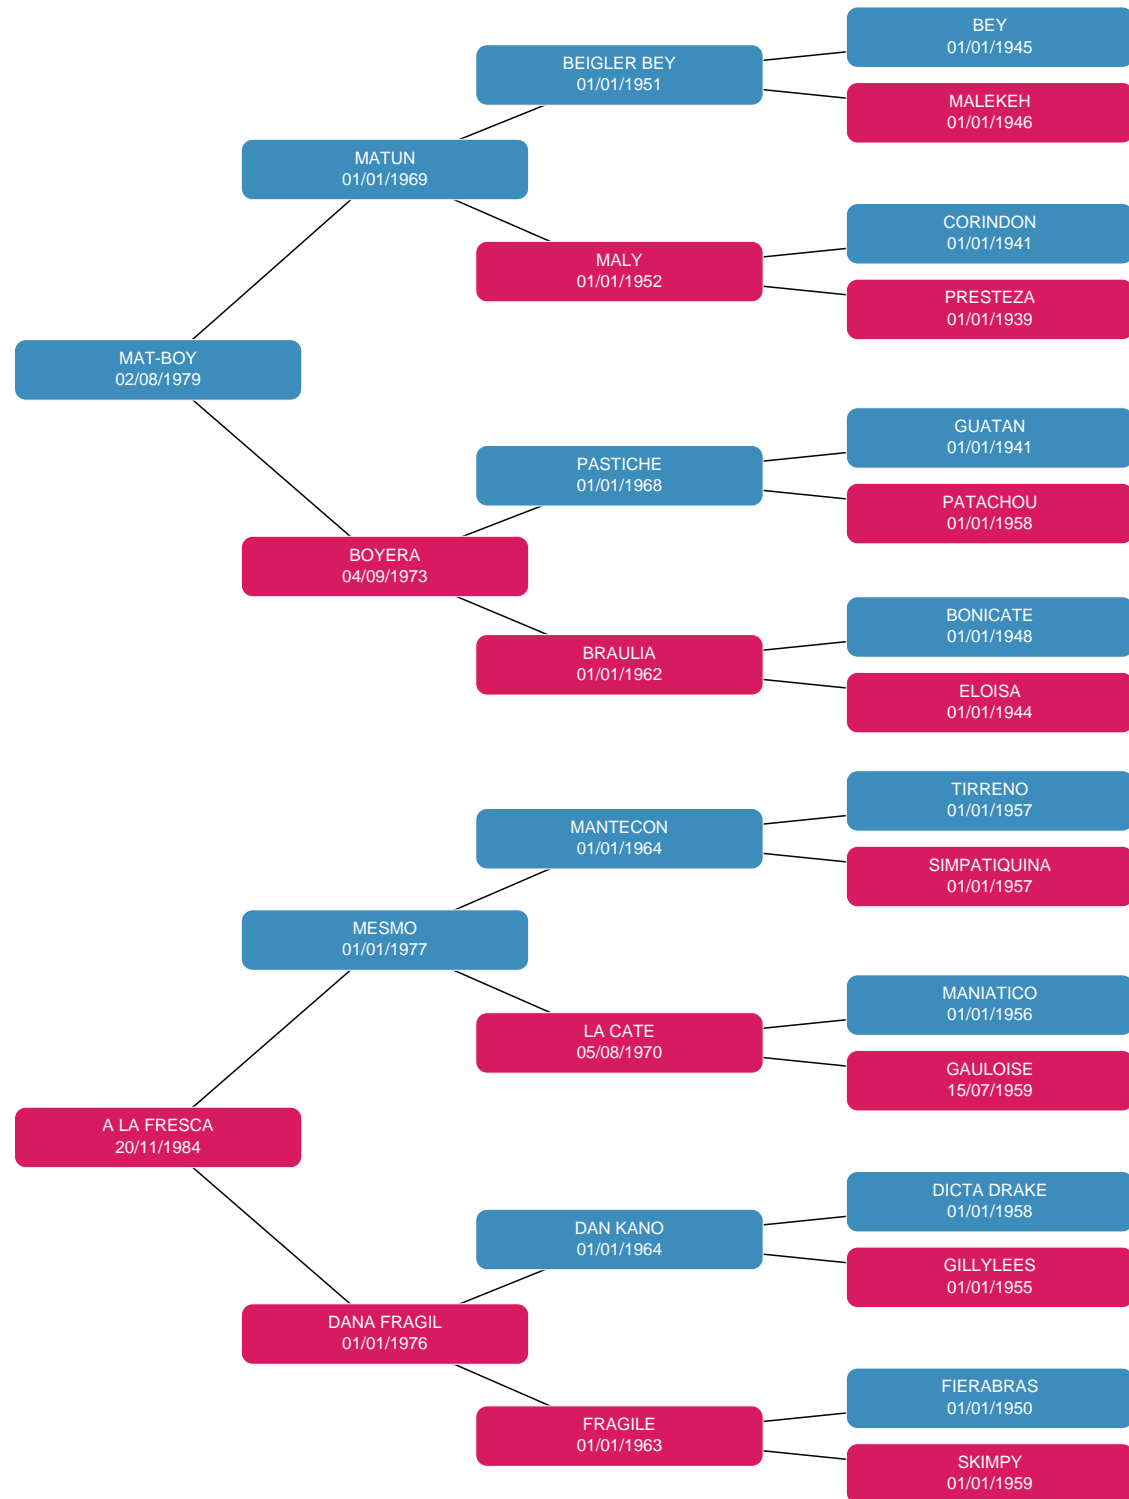 BEY
01/01/1945
BEIGLER BEY
01/01/1951
MALEKEH
01/01/1946
MATUN
01/01/1969
CORINDON
01/01/1941
MALY
01/01/1952
PRESTEZA
01/01/1939
MAT-BOY
02/08/1979
GUATAN
01/01/1941
PASTICHE
01/01/1968
PATACHOU
01/01/1958
BOYERA
04/09/1973
BONICATE
01/01/1948
BRAULIA
01/01/1962
ELOISA
01/01/1944
TIRRENO
01/01/1957
MANTECON
01/01/1964
SIMPATIQUINA
01/01/1957
MESMO
01/01/1977
MANIATICO
01/01/1956
LA CATE
05/08/1970
GAULOISE
15/07/1959
A LA FRESCA
20/11/1984
DICTA DRAKE
01/01/1958
DAN KANO
01/01/1964
GILLYLEES
01/01/1955
DANA FRAGIL
01/01/1976
FIERABRAS
01/01/1950
FRAGILE
01/01/1963
SKIMPY
01/01/1959